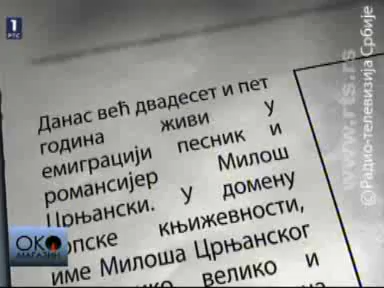 1
РТС
Данас већ двадесет и пет
година живи у
емиграцији песник и
романсијер Милош
Црњански. у домену
српске књижевности,
име Милоша Црњанског
велико и
ОКО
МАГАЗИН
www.rts.rs
©Радио-телевизија Србије